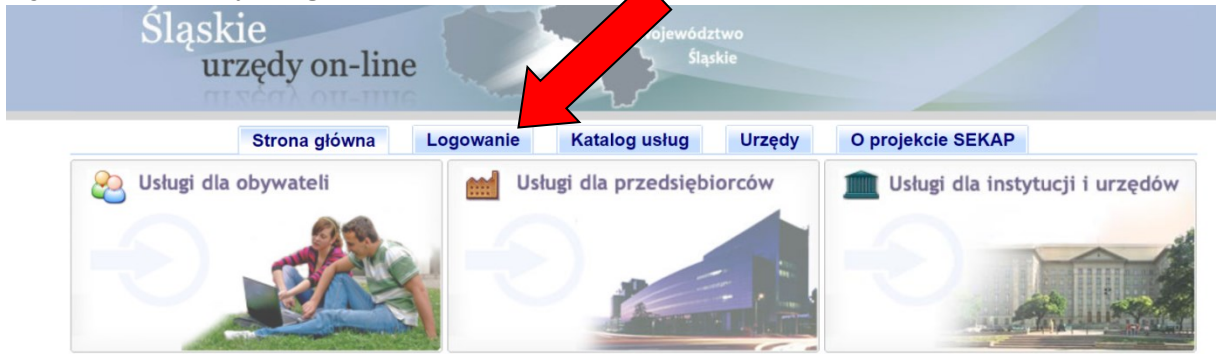 Śląskie
urzędy on-line
Śląskie
Strona główna Logowanie Katalog usług Urzędy O projekcie SEKAP
Usługi dla obywateli Usługi dla przedsiębiorców Usługi dla instytucji i urzędów